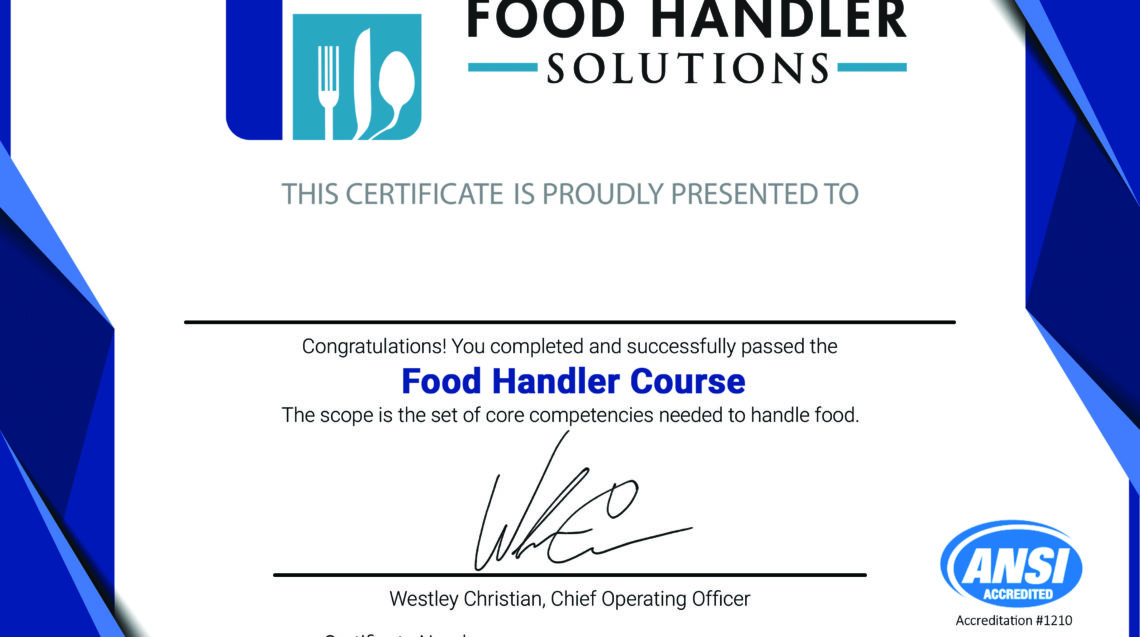 FOOD HANDLER
SOLUTIONS
THIS CERTIFICATE IS PROUDLY PRESENTED TO
Congratulations! You completed and successfully passed the
Food Handler Course
The scope is the set of core competencies needed to handle food.
Westley Christian, Chief Operating Officer
ANSI
ACCREDITED
Accreditation #1210